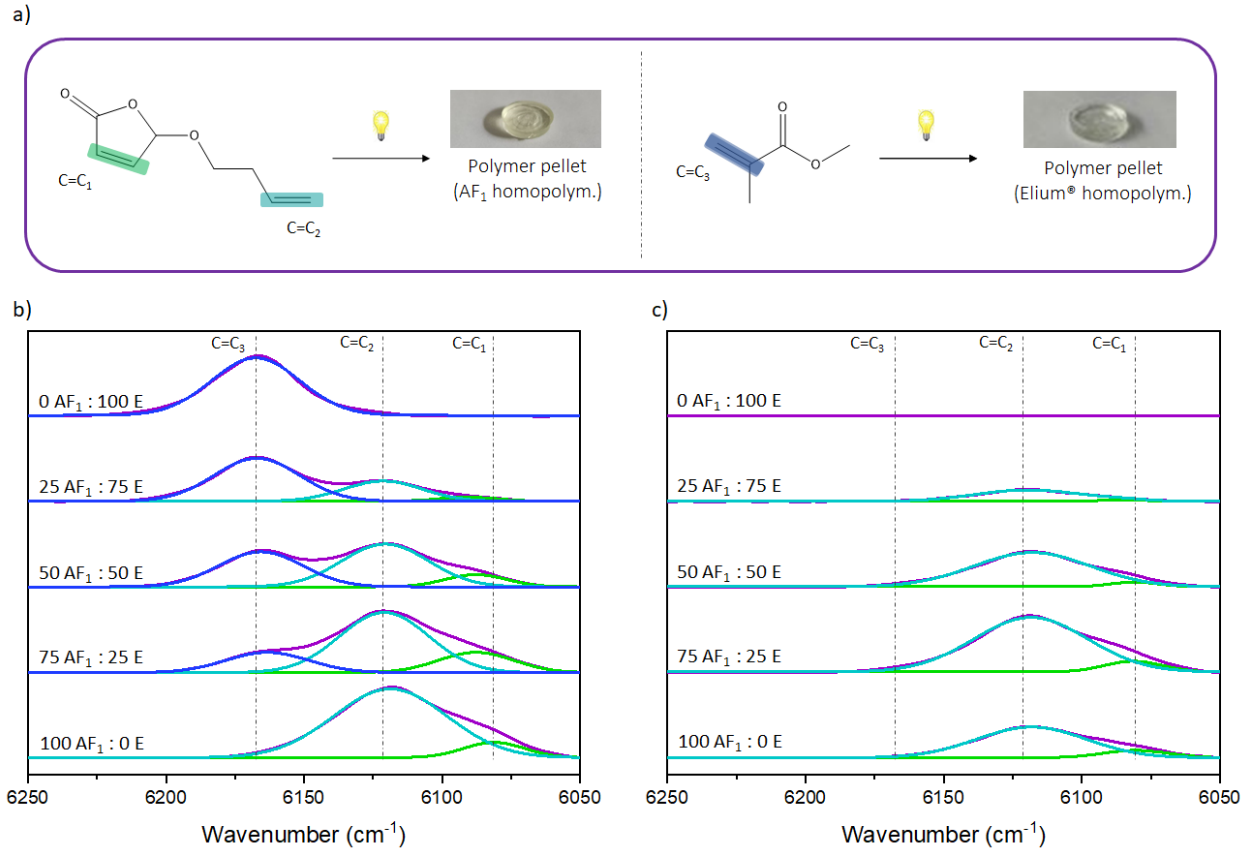 a)
O
O
O
C=C₁
C=C₂
Polymer pellet
(AF₁ homopolym.)
C=C₃
O
O
Polymer pellet
(Elium® homopolym.)
b)
C=C₃
C=C₂
C=C₁
0 AF₁ : 100 E
25 AF₁ : 75 E
50 AF₁ : 50 E
75 AF₁ : 25 E
100 AF₁ : 0 E
6250 6200 6150 6100 6050
Wavenumber (cm⁻¹)
c)
C=C₃
C=C₂
C=C₁
0 AF₁ : 100 E
25 AF₁ : 75 E
50 AF₁ : 50 E
75 AF₁ : 25 E
100 AF₁ : 0 E
6250 6200 6150 6100 6050
Wavenumber (cm⁻¹)